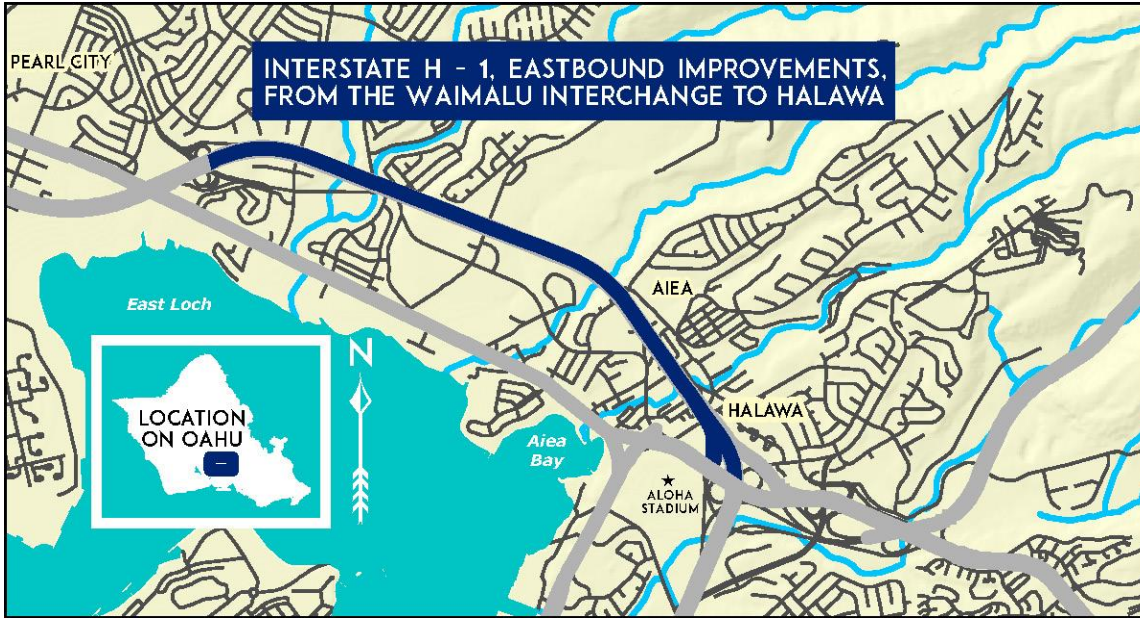 PEARL CITY
INTERSTATE H - 1, EASTBOUND IMPROVEMENTS,
FROM THE WAIMALU INTERCHANGE TO HALAWA
East Loch
AIEA
N
LOCATION
ON OAHU
HALAWA
Aiea
Bay
ALOHA
STADIUM